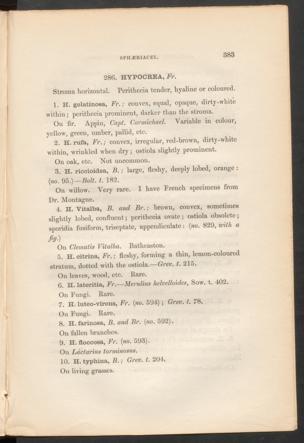 SPHÆRIACEI. 383
286. HYPOCREA, Fr.
Stroma horizontal. Perithecia tender, hyaline or coloured.
1. H. gelatinosa, Fr.; convex, equal, opaque, dirty-white
within; perithecia prominent, darker than the stroma.
On fir. Appin, Capt. Carmichael. Variable in colour,
yellow, green, umber, pallid, etc.
2. H. rufa, Fr.; convex, irregular, red-brown, dirty-white
within, wrinkled when dry; ostiola slightly prominent.
On oak, etc. Not uncommon.
3. H. riccioidea, B.; large, fleshy, deeply lobed, orange:
(no. 95.)—Bolt. t. 182.
On willow. Very rare. I have French specimens from
Dr. Montagne.
4. H. Vitalba, B. and Br.; brown, convex, sometimes
slightly lobed, confluent; perithecia ovate; ostiola obsolete;
sporidia fusiform, triseptate, appendiculate: (no. 829, with a
fig.)
On Clematis Vitalba. Batheaston.
5. H. citrina, Fr.; fleshy, forming a thin, lemon-coloured
stratum, dotted with the ostiola.—Grev. t. 215.
On leaves, wood, etc. Rare.
6. H. lateritia, Fr.—Merulius helvelloides, Sow. t. 402.
On Fungi. Rare.
7. H. luteo-virens, Fr. (no. 594); Grev. t. 78.
On Fungi. Rare.
8. H. farinosa, B. and Br. (no. 592).
On fallen branches.
9. H. floccosa, Fr. (no. 593).
On Lactarius torminosus.
10. H. typhina, B.; Grev. t. 204.
On living grasses.